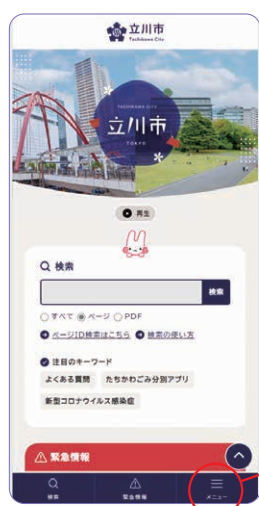 立川市
Tachikawa City
TACHIKAWA CITY
立川市
TOKYO
再生
検索
検索
すべて ページ PDF
ページID検索はこちら 検索の使い方
注目のキーワード
よくある質問 たちかわごみ分別アプリ
新型コロナウイルス感染症
緊急情報
検索 緊急情報 メニュー